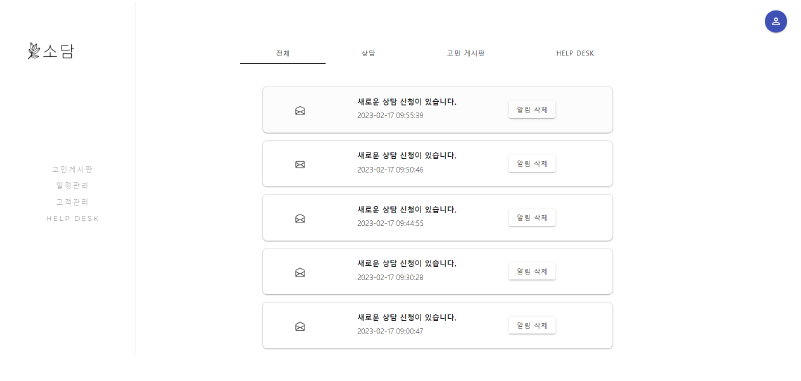 소담
고민게시판
일정관리
고객관리
HELP DESK
전체
상담
고민 게시판
HELP DESK
새로운 상담 신청이 있습니다.
2023-02-17 09:55:39
알림 삭제
새로운 상담 신청이 있습니다.
2023-02-17 09:50:46
알림 삭제
새로운 상담 신청이 있습니다.
2023-02-17 09:44:55
알림 삭제
새로운 상담 신청이 있습니다.
2023-02-17 09:30:28
알림 삭제
새로운 상담 신청이 있습니다.
2023-02-17 09:00:47
알림 삭제